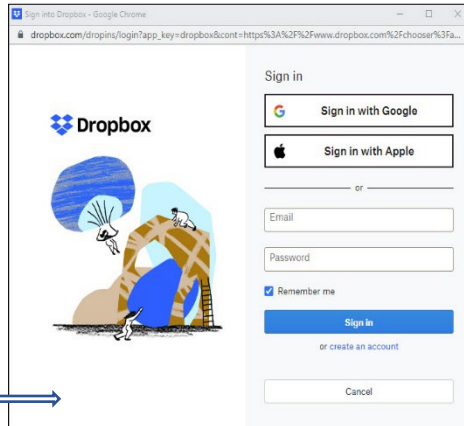 Sign into Dropbox - Google Chrome
dropbox.com/dropins/login?app_key=dropbox&cont=https%3A%2F%2Fwww.dropbox.com%2Fchooser%3Fa...
Dropbox
Sign in
Sign in with Google
Sign in with Apple
or
Email
Password
Remember me
Sign in
or create an account
Cancel